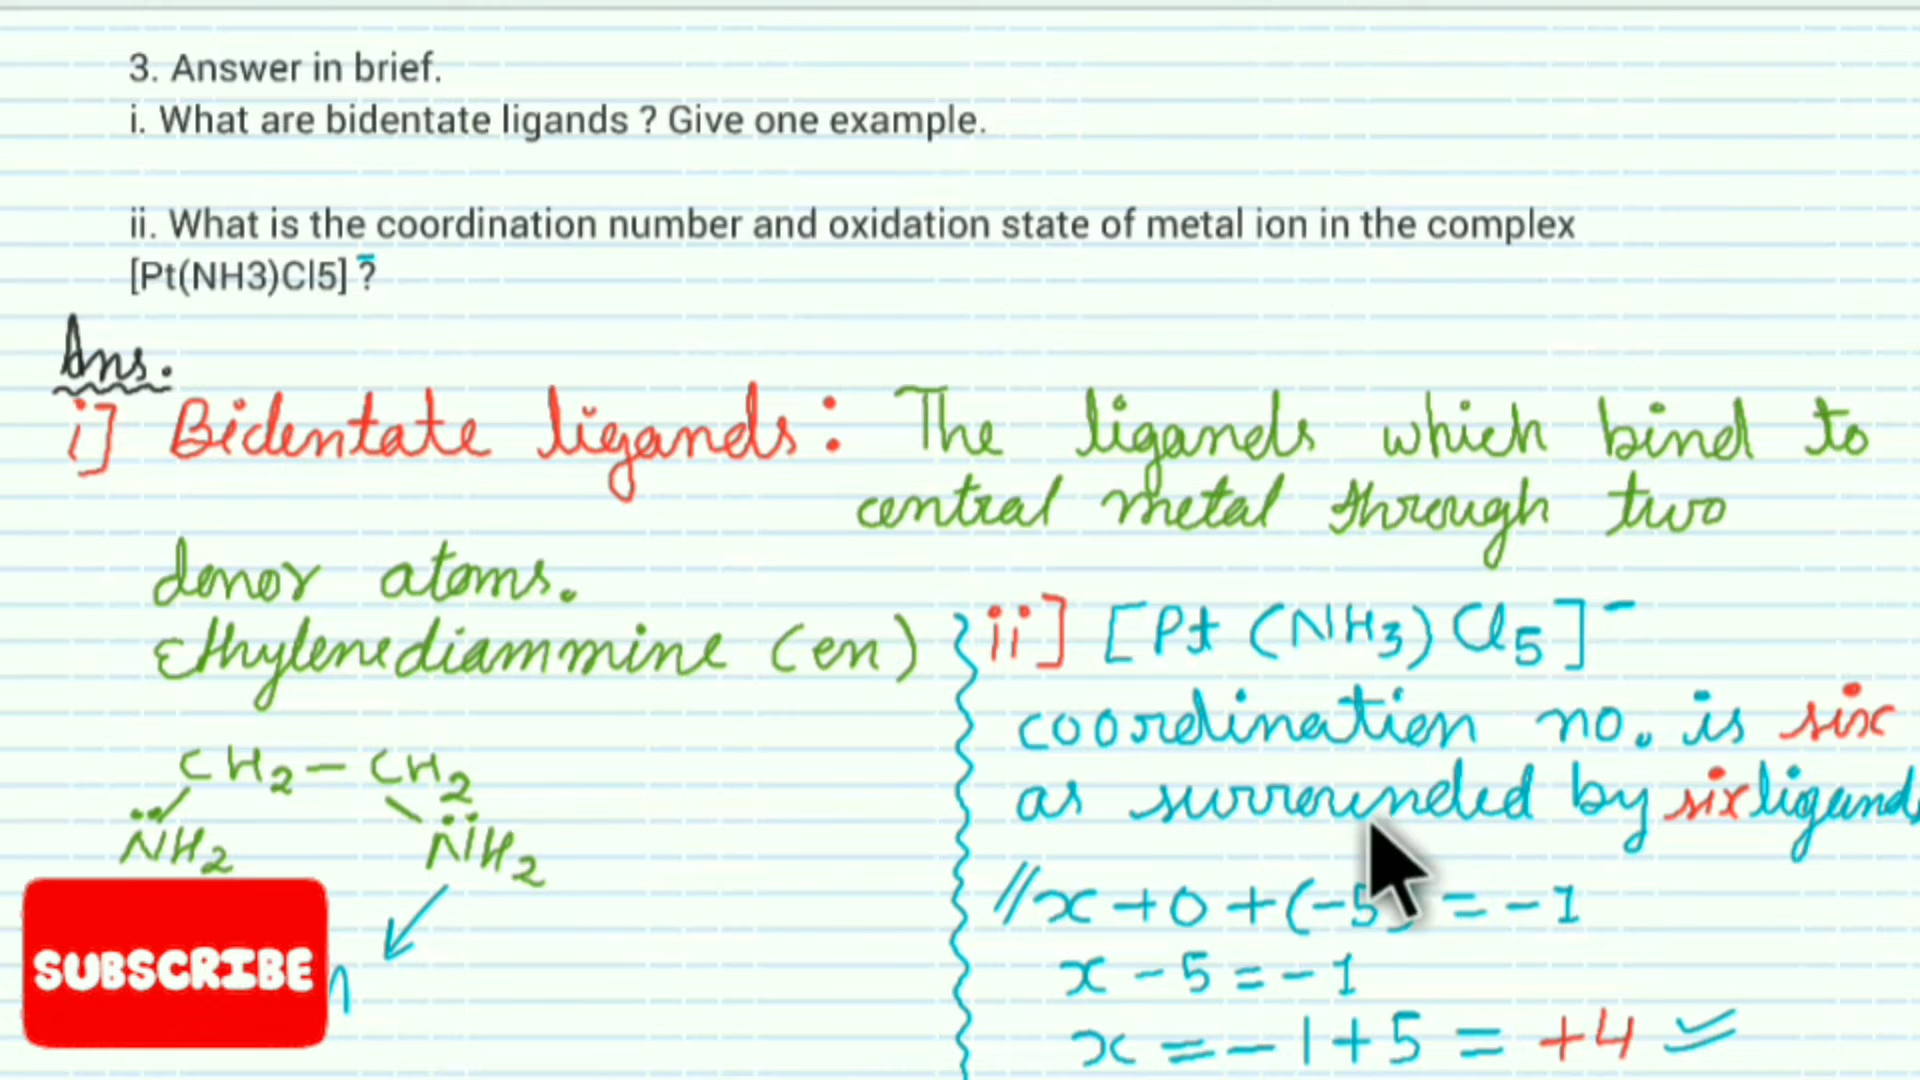 3. Answer in brief.
i. What are bidentate ligands ? Give one example.
ii. What is the coordination number and oxidation state of metal ion in the complex
[Pt(NH3)Cl5]⁻?
Ans.
i] Bidentate ligands : The ligands which bind to
central metal through two
donor atoms.
Ethylenediammine (en)
CH2 - CH2
N̈H2 N̈H2
SUBSCRIBE
ii] [Pt (NH3) Cl5]⁻
coordination no. is six
as surrounded by six ligands
// x + 0 + (-5) = -1
x - 5 = -1
x = -1 + 5 = +4